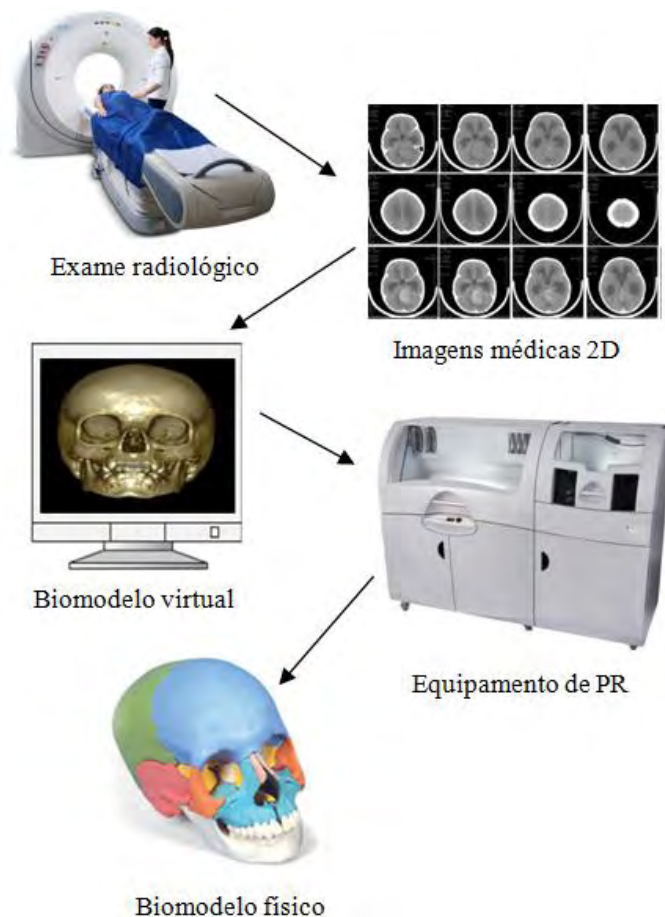 Exame radiológico
Imagens médicas 2D
Biomodelo virtual
Equipamento de PR
Biomodelo físico